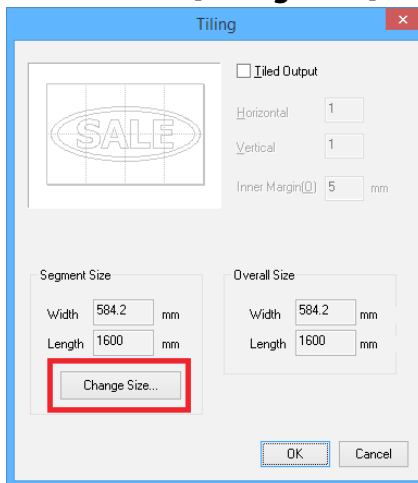 Tiling
Tiled Output
SALE
Horizontal 1
Vertical 1
Inner Margin(O) 5 mm
Segment Size
Width 584.2 mm
Length 1600 mm
Change Size...
Overall Size
Width 584.2 mm
Length 1600 mm
OK Cancel